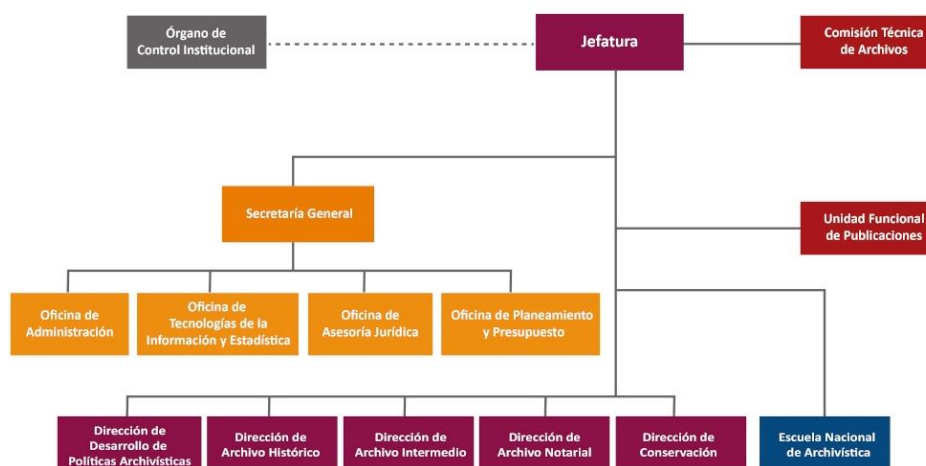 Órgano de
Control Institucional
Jefatura
Comisión Técnica
de Archivos
Secretaría General
Unidad Funcional
de Publicaciones
Oficina de
Administración
Oficina de
Tecnologías de la
Información y Estadística
Oficina de
Asesoría Jurídica
Oficina de Planeamiento
y Presupuesto
Dirección de
Desarrollo de
Políticas Archivísticas
Dirección de
Archivo Histórico
Dirección de
Archivo Intermedio
Dirección de
Archivo Notarial
Dirección de
Conservación
Escuela Nacional
de Archivística